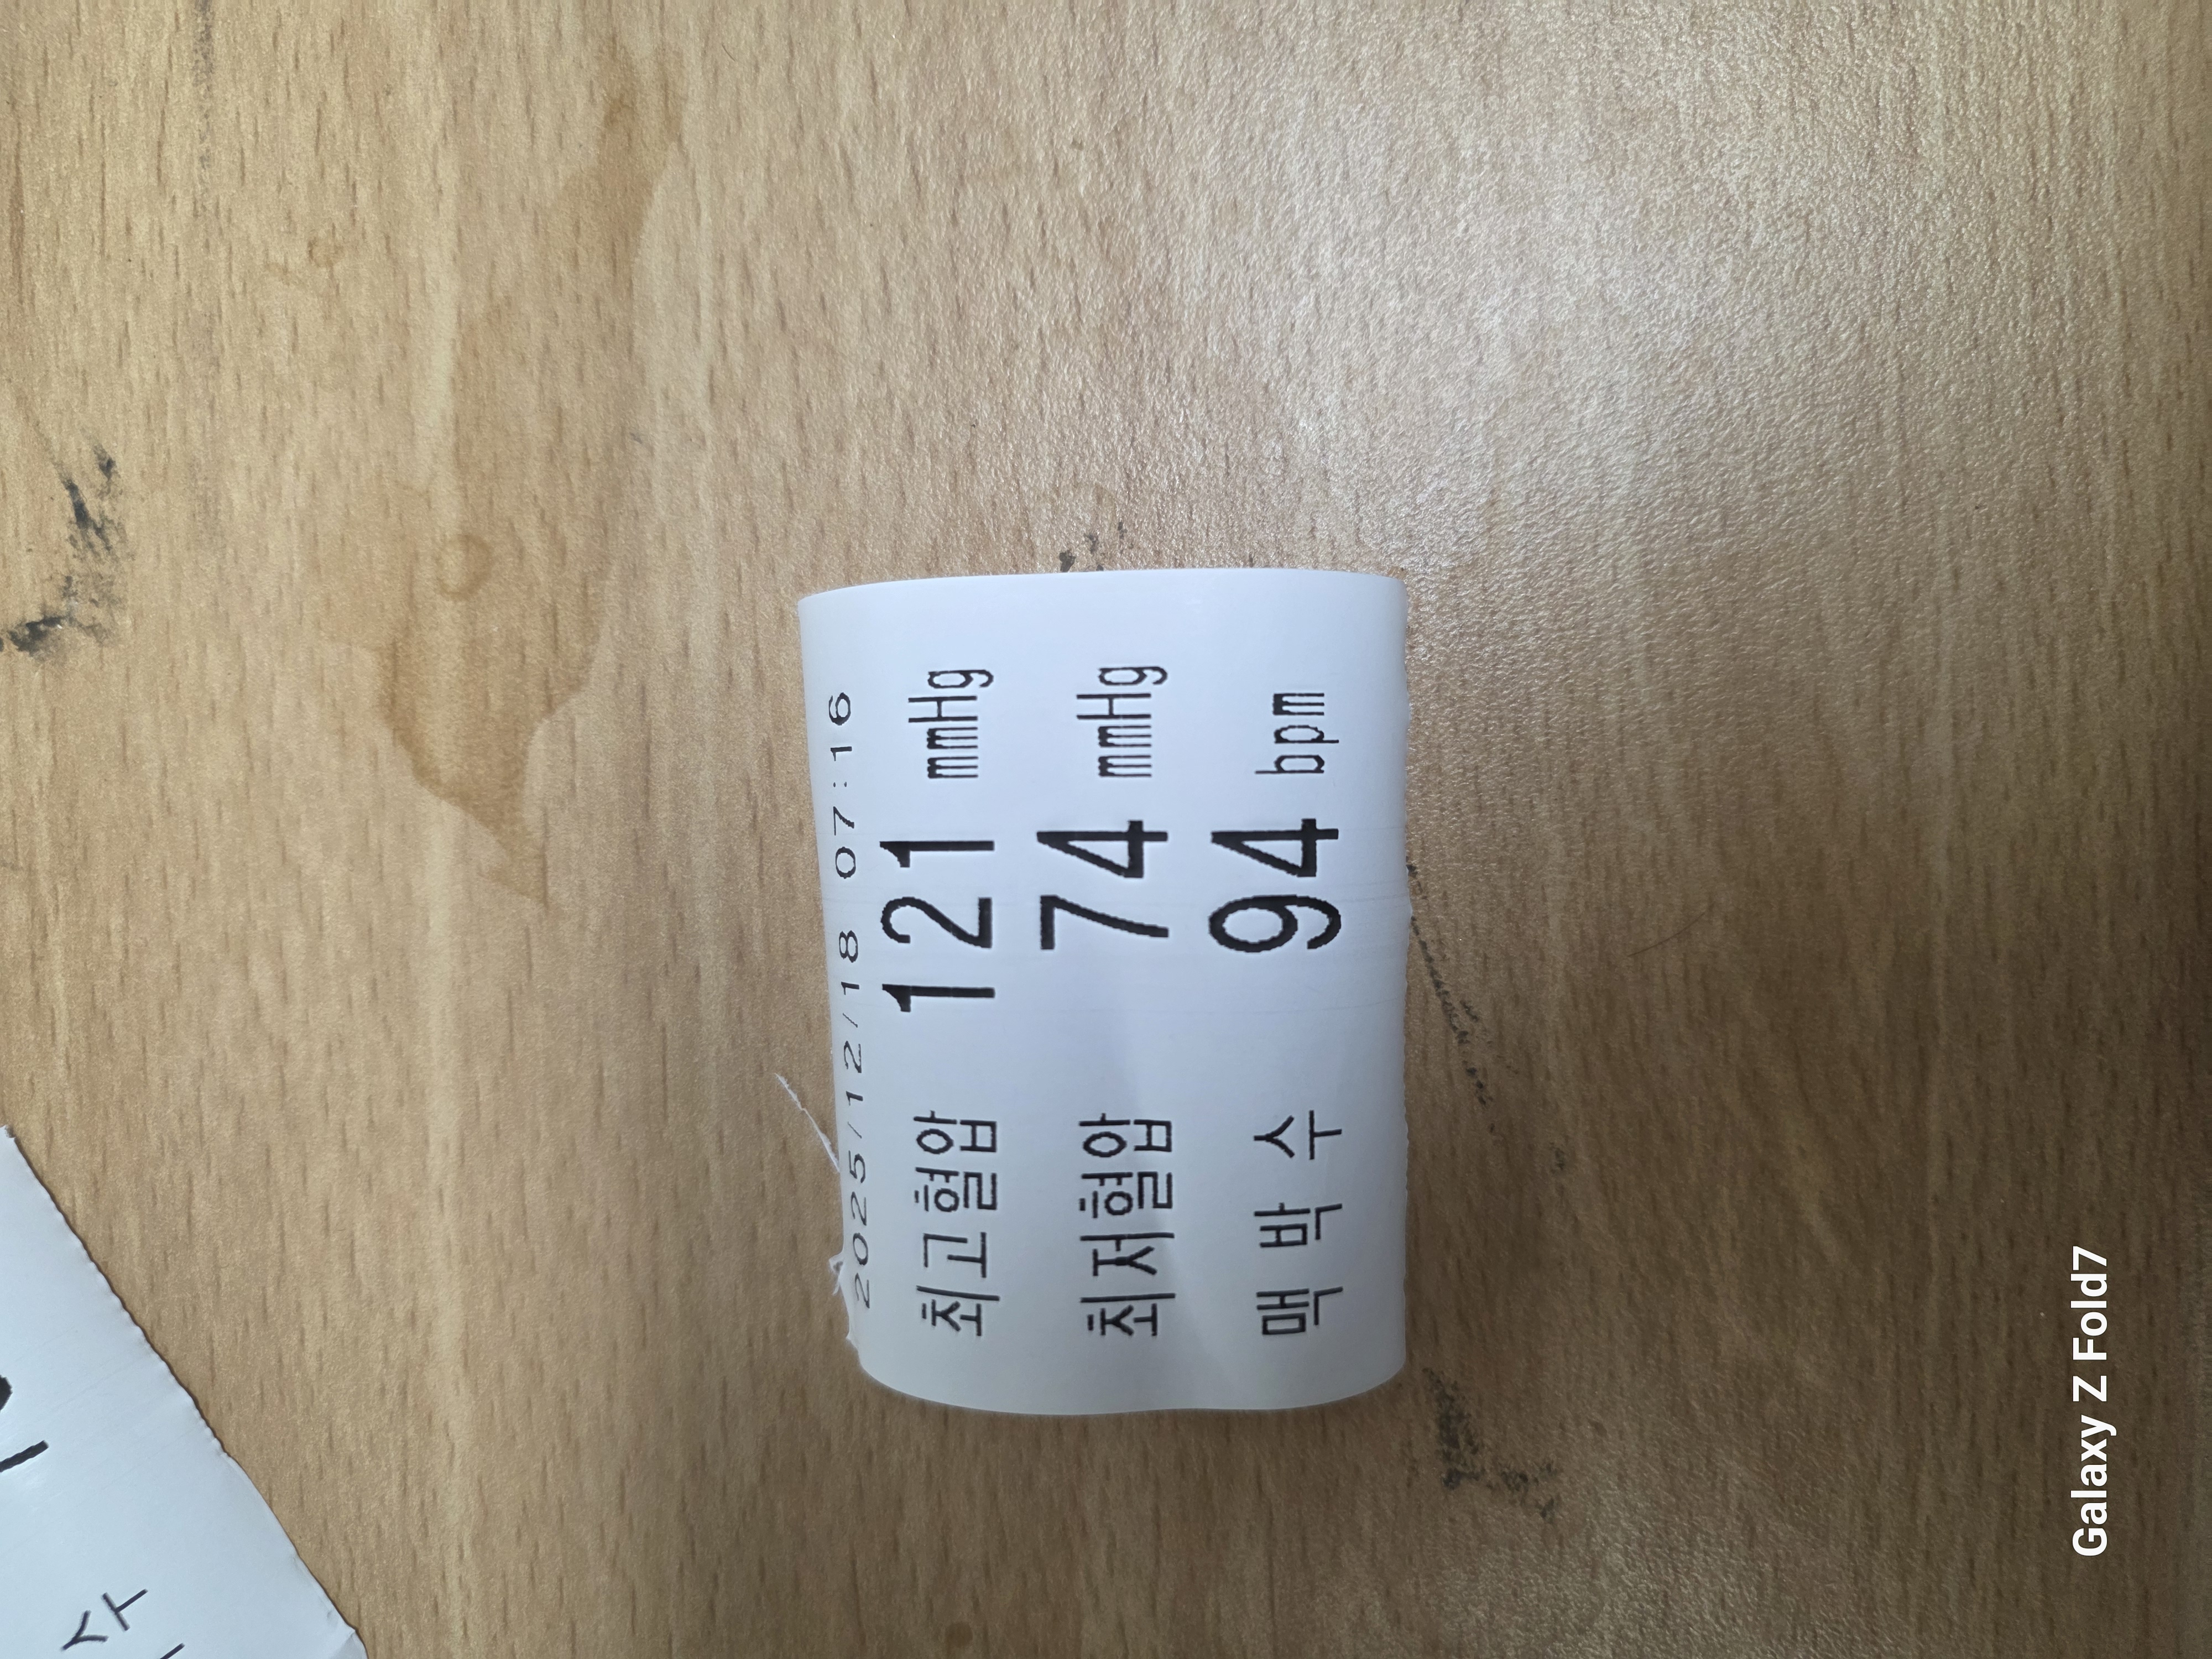 2025/12/18 07:16
최고혈압 121 mmHg
최저혈압 74 mmHg
맥 박 수 94 bpm
수
Galaxy Z Fold7